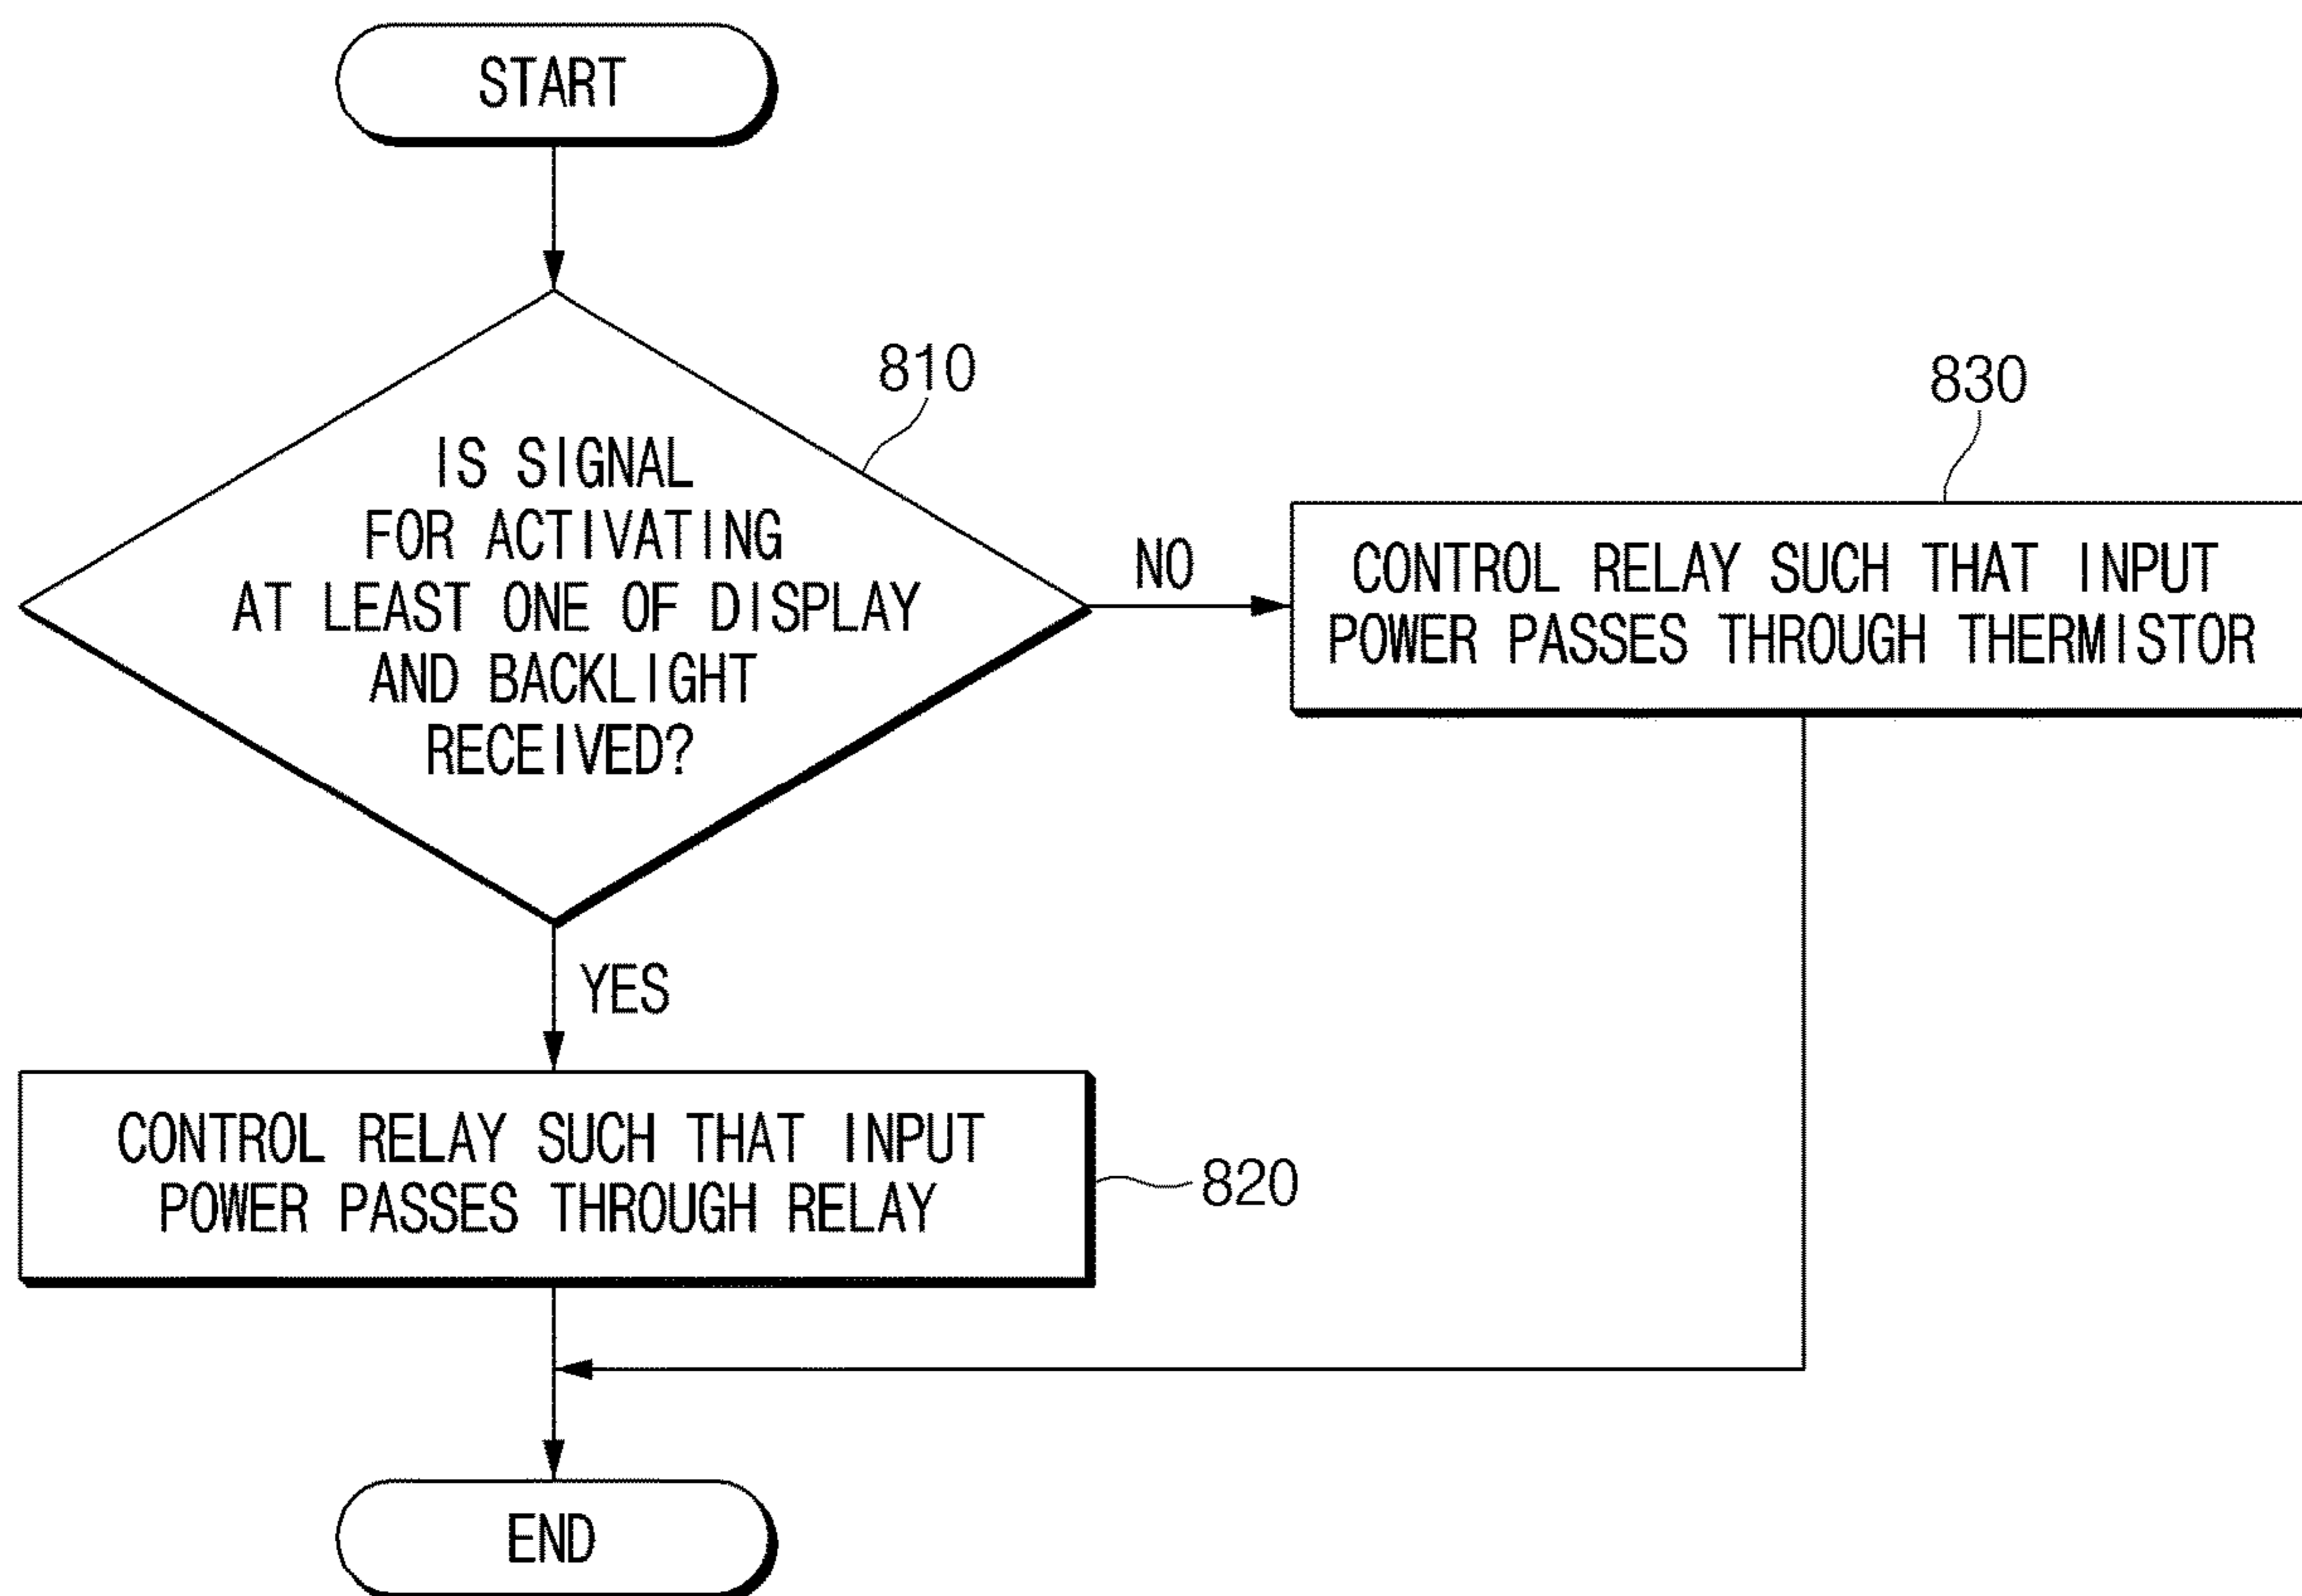 START
810
IS SIGNAL
FOR ACTIVATING
AT LEAST ONE OF DISPLAY
AND BACKLIGHT
RECEIVED?
NO
830
CONTROL RELAY SUCH THAT INPUT
POWER PASSES THROUGH THERMISTOR
YES
CONTROL RELAY SUCH THAT INPUT
POWER PASSES THROUGH RELAY
820
END